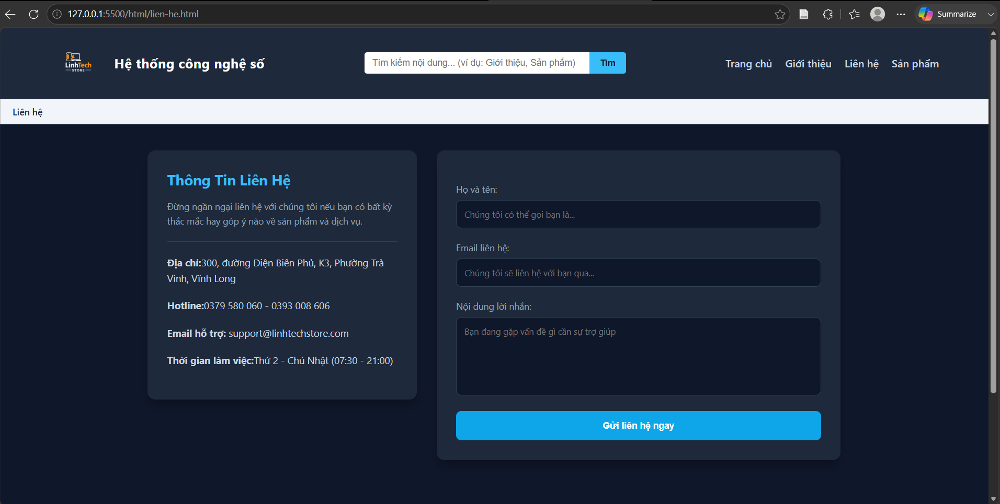 127.0.0.1:5500/html/lien-he.html
Summarize
LinhTech
STORE
Hệ thống công nghệ số
Tìm kiếm nội dung... (ví dụ: Giới thiệu, Sản phẩm)
Tìm
Trang chủ
Giới thiệu
Liên hệ
Sản phẩm
Liên hệ
Thông Tin Liên Hệ
Đừng ngần ngại liên hệ với chúng tôi nếu bạn có bất kỳ
thắc mắc hay góp ý nào về sản phẩm và dịch vụ.
Địa chỉ:300, đường Điện Biên Phủ, K3, Phường Trà
Vinh, Vĩnh Long
Hotline:0379 580 060 - 0393 008 606
Email hỗ trợ: support@linhtechstore.com
Thời gian làm việc:Thứ 2 - Chủ Nhật (07:30 - 21:00)
Họ và tên:
Chúng tôi có thể gọi bạn là...
Email liên hệ:
Chúng tôi sẽ liên hệ với bạn qua...
Nội dung lời nhắn:
Bạn đang gặp vấn đề gì cần sự trợ giúp
Gửi liên hệ ngay